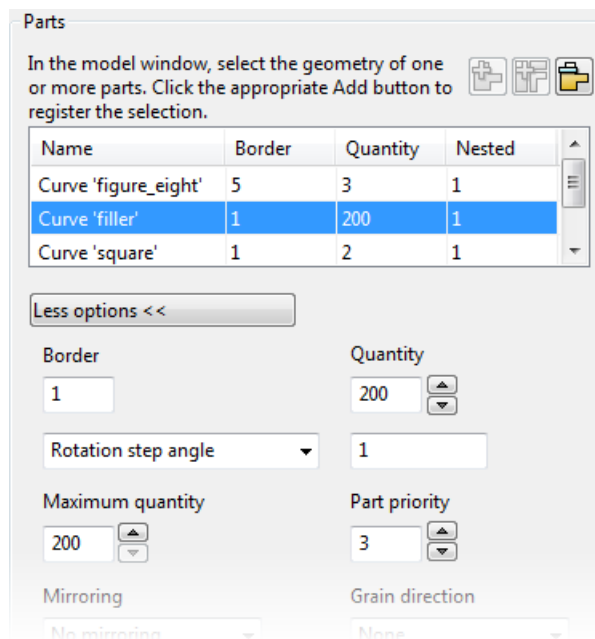 Parts
In the model window, select the geometry of one
or more parts. Click the appropriate Add button to
register the selection.
Name Border Quantity Nested
Curve 'figure_eight' 5 3 1
Curve 'filler' 1 200 1
Curve 'square' 1 2 1
Less options <<
Border Quantity
1 200
Rotation step angle 1
Maximum quantity Part priority
200 3
Mirroring Grain direction
No mirroring None